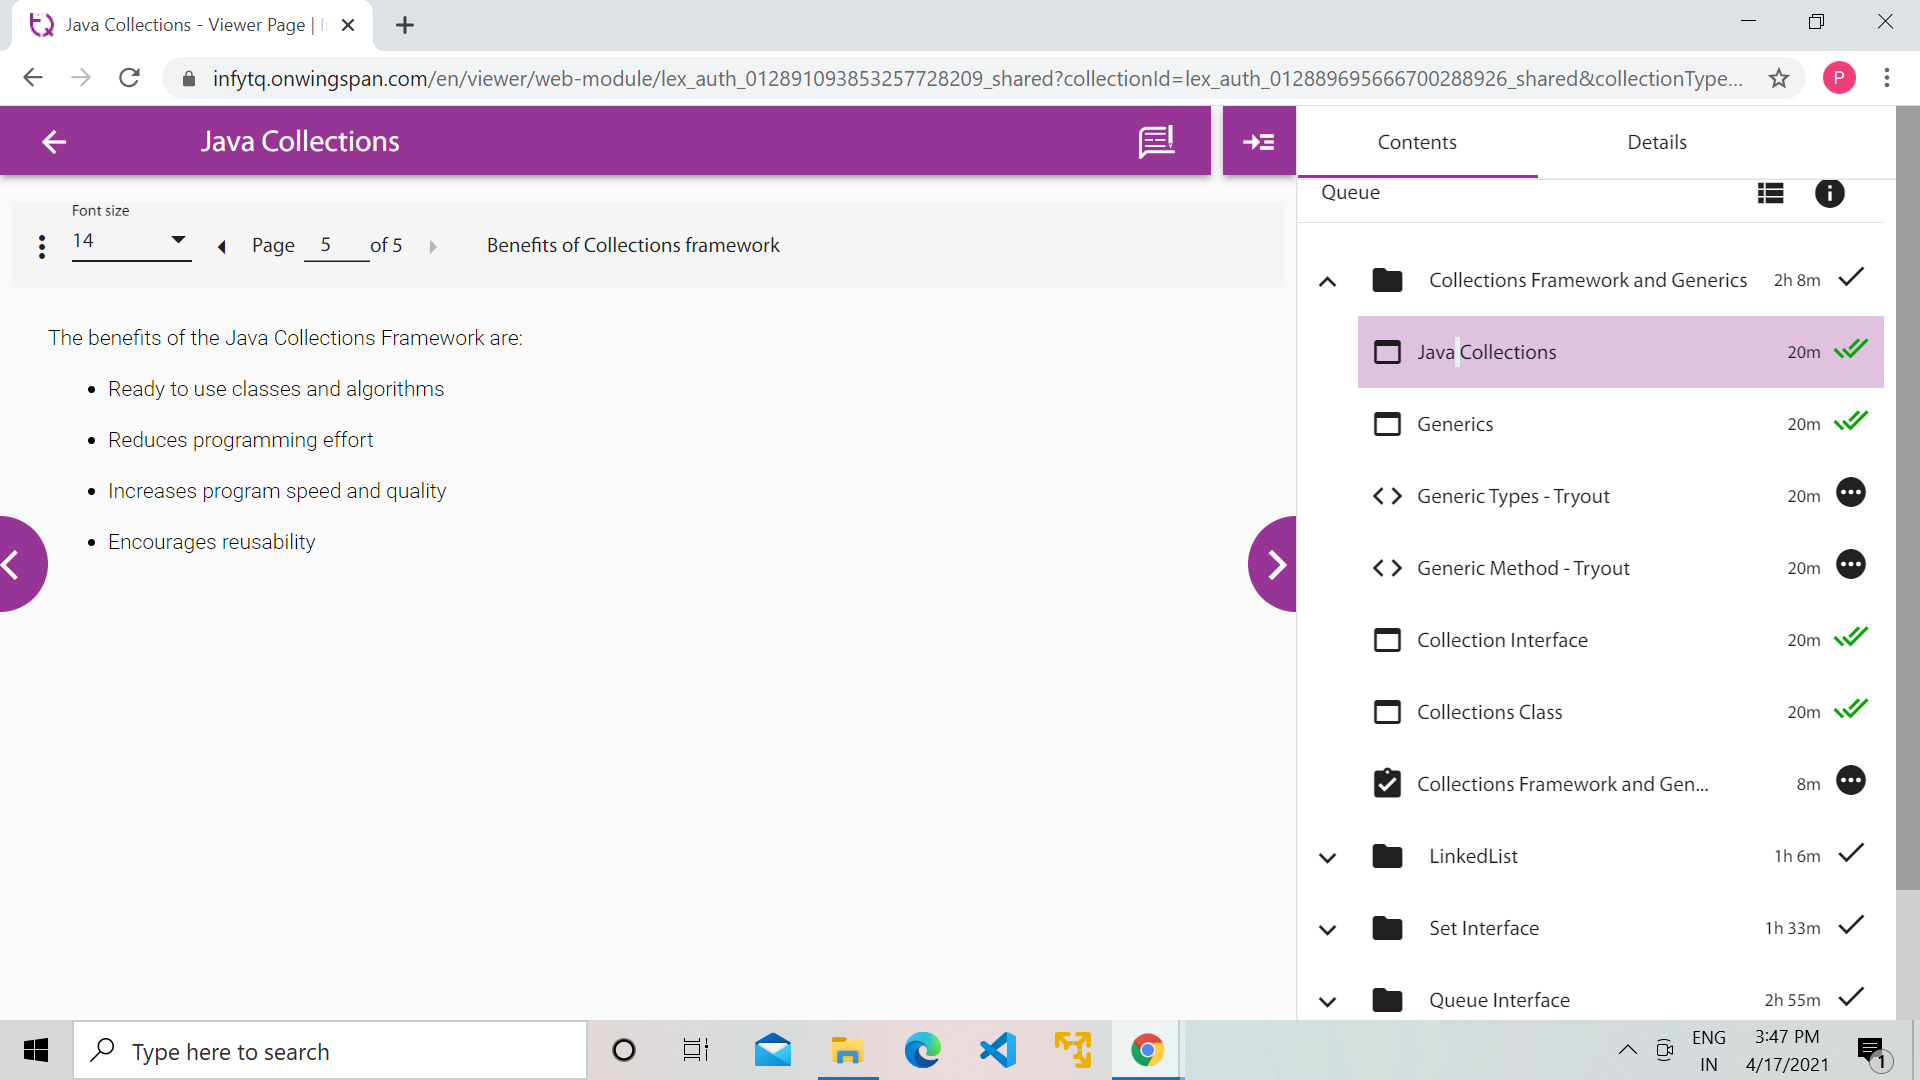 Java Collections - Viewer Page |
infytq.onwingspan.com/en/viewer/web-module/lex_auth_012891093853257728209_shared?collectionId=lex_auth_012889695666700288926_shared&collectionType...
P
Java Collections
Font size
14
Page 5 of 5
Benefits of Collections framework
The benefits of the Java Collections Framework are:
• Ready to use classes and algorithms
• Reduces programming effort
• Increases program speed and quality
• Encourages reusability
Contents
Details
Queue
Collections Framework and Generics 2h 8m
Java Collections 20m
Generics 20m
Generic Types - Tryout 20m
Generic Method - Tryout 20m
Collection Interface 20m
Collections Class 20m
Collections Framework and Gen... 8m
LinkedList 1h 6m
Set Interface 1h 33m
Queue Interface 2h 55m
Type here to search
ENG
IN
3:47 PM
4/17/2021
1